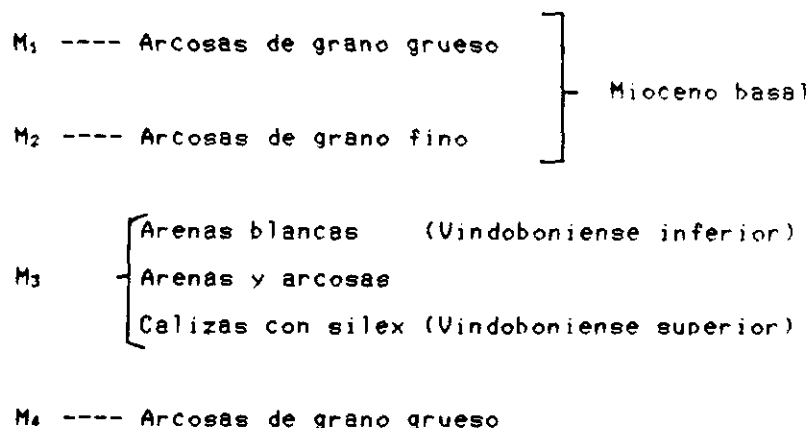 M₁ ---- Arcosas de grano grueso
Mioceno basal
M₂ ---- Arcosas de grano fino
Arenas blancas (Vindoboniense inferior)
M₃ Arenas y arcosas
Calizas con silex (Vindoboniense superior)
M₄ ---- Arcosas de grano grueso